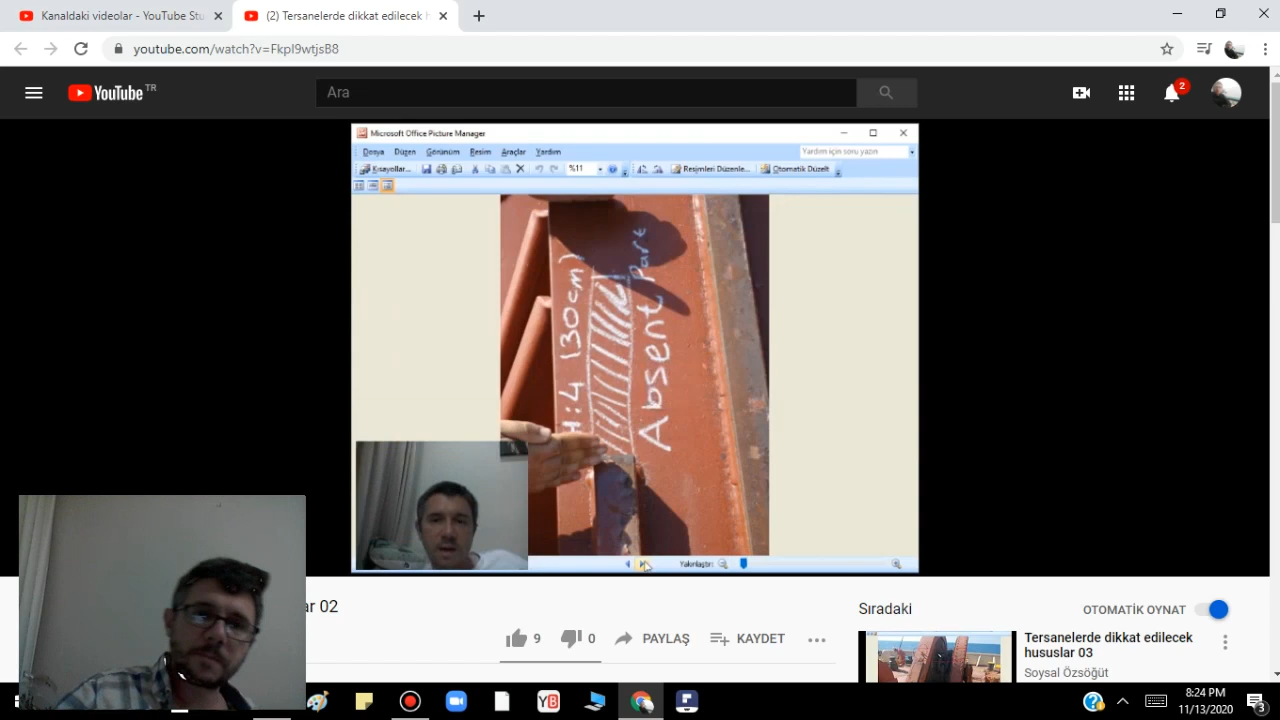 Kanaldaki videolar - YouTube Stu
(2) Tersanelerde dikkat edilecek h
youtube.com/watch?v=FkpI9wtjsB8
YouTube TR
Ara
2
Microsoft Office Picture Manager
Dosya Düzen Görünüm Resim Araçlar Yardım
Yardım için soru yazın
Kısayollar...
%11
Resimleri Düzenle...
Otomatik Düzelt
H:4 (30cm)
Absent part
Yakınlaştır:
ar 02
9
0
PAYLAŞ
KAYDET
Sıradaki
OTOMATİK OYNAT
Tersanelerde dikkat edilecek
hususlar 03
Soysal Özsöğüt
8:24 PM
11/13/2020
3